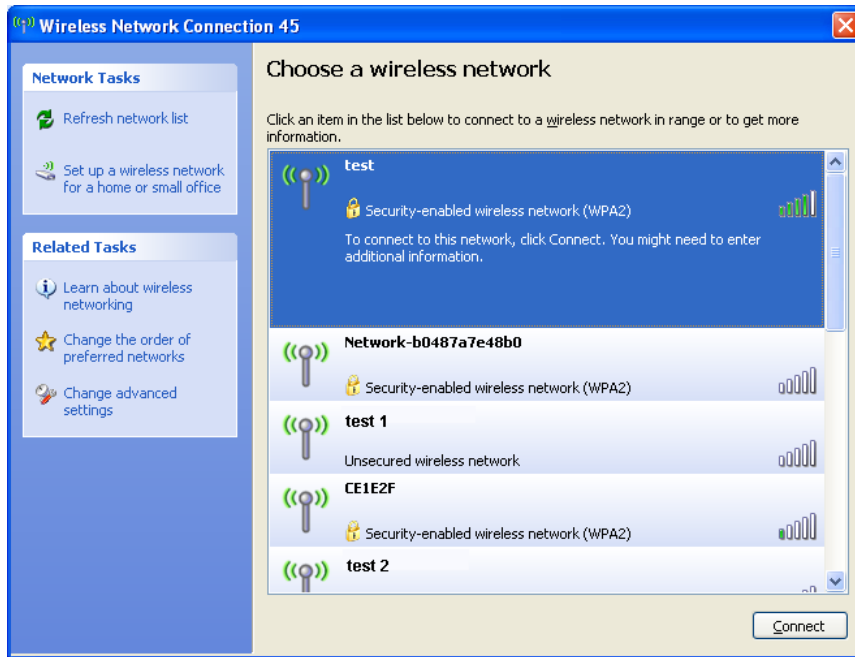 Wireless Network Connection 45
Network Tasks
Refresh network list
Set up a wireless network
for a home or small office
Related Tasks
Learn about wireless
networking
Change the order of
preferred networks
Change advanced
settings
Choose a wireless network
Click an item in the list below to connect to a wireless network in range or to get more
information.
test
Security-enabled wireless network (WPA2)
To connect to this network, click Connect. You might need to enter
additional information.
Network-b0487a7e48b0
Security-enabled wireless network (WPA2)
test 1
Unsecured wireless network
CE1E2F
Security-enabled wireless network (WPA2)
test 2
Connect